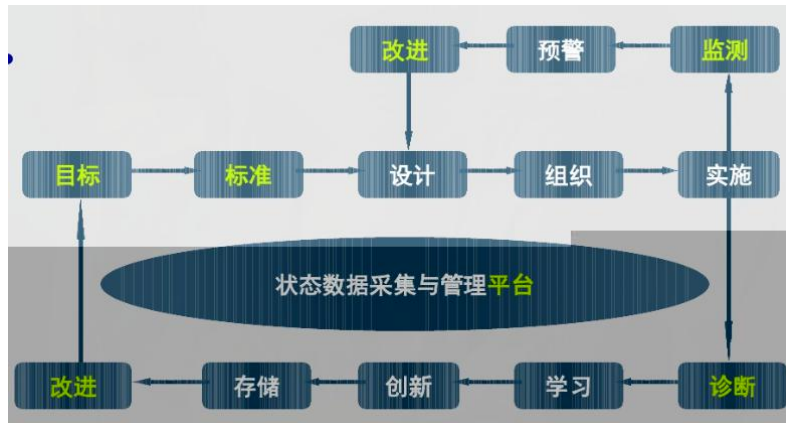 改进 预警 监测
目标 标准 设计 组织 实施
状态数据采集与管理平台
改进 存储 创新 学习 诊断